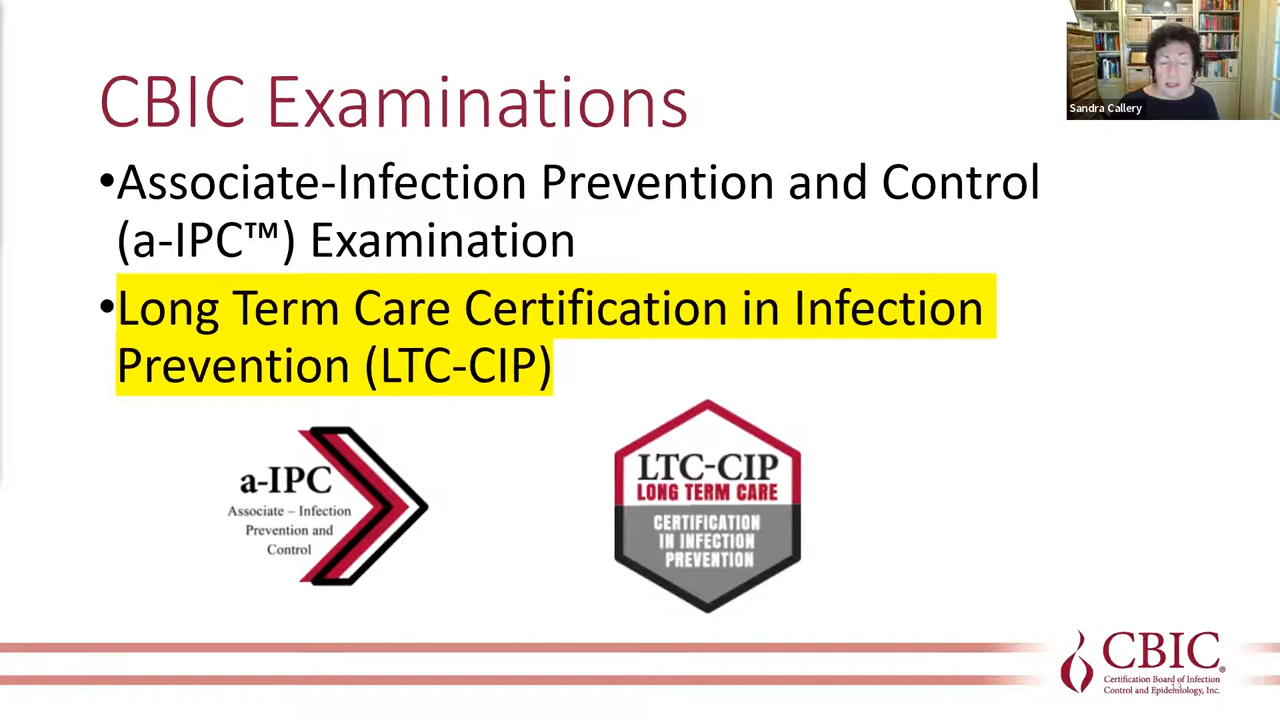 CBIC Examinations
Sandra Callery
•Associate-Infection Prevention and Control
(a-IPC™) Examination
•Long Term Care Certification in Infection
Prevention (LTC-CIP)
a-IPC
Associate – Infection
Prevention and
Control
LTC-CIP
LONG TERM CARE
CERTIFICATION
IN INFECTION
PREVENTION
CBIC®
Certification Board of Infection
Control and Epidemiology, Inc.